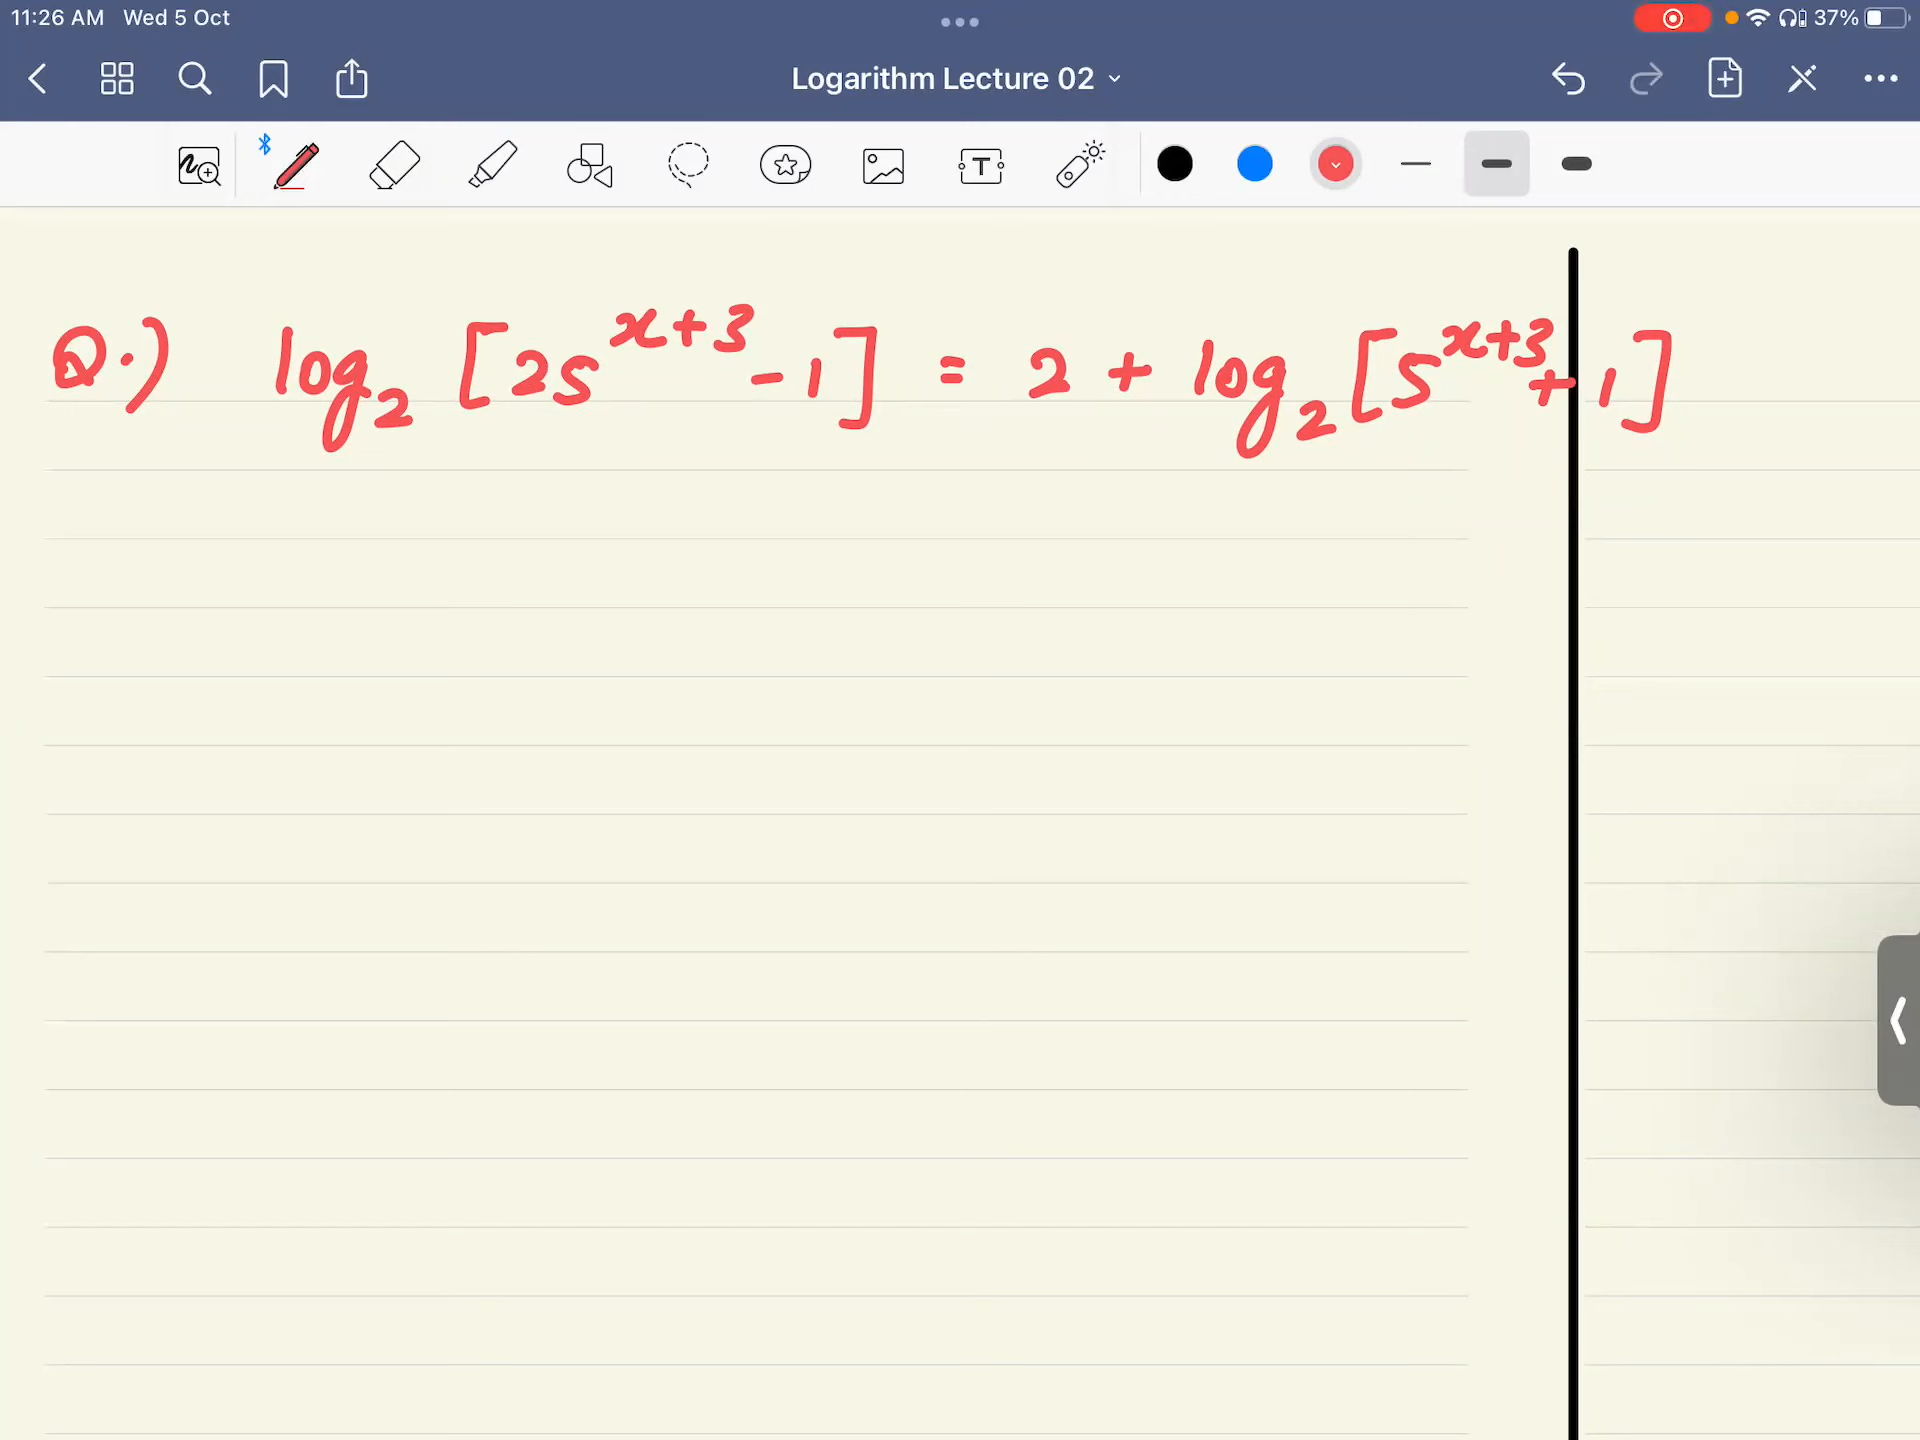 11:26 AM Wed 5 Oct 37%
Logarithm Lecture 02
T
Q.) log₂ [25^{x+3} - 1] = 2 + log₂ [5^{x+3} + 1]